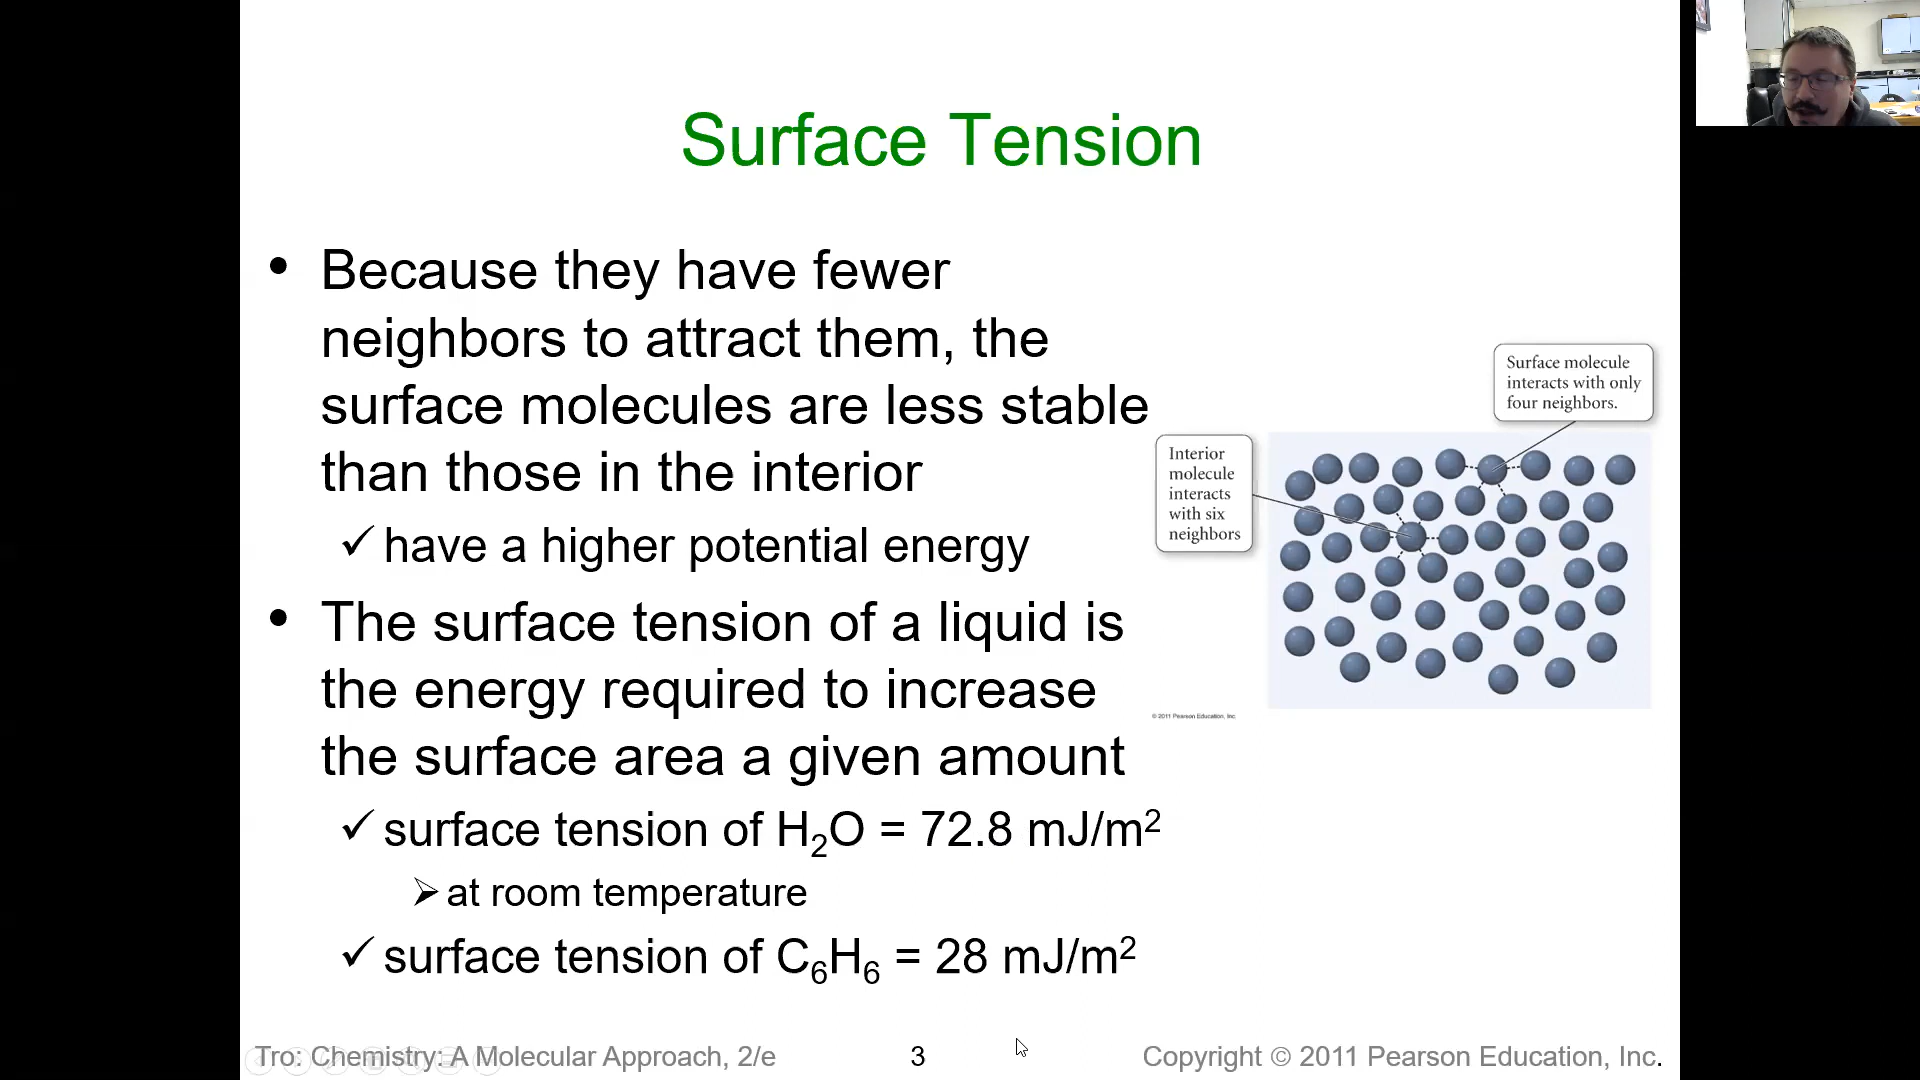 Surface Tension
• Because they have fewer
neighbors to attract them, the
surface molecules are less stable
than those in the interior
✓ have a higher potential energy
• The surface tension of a liquid is
the energy required to increase
the surface area a given amount
✓ surface tension of H₂O = 72.8 mJ/m²
➢ at room temperature
✓ surface tension of C₆H₆ = 28 mJ/m²
Surface molecule
interacts with only
four neighbors.
Interior
molecule
interacts
with six
neighbors
© 2011 Pearson Education, Inc.
Tro: Chemistry: A Molecular Approach, 2/e
3
Copyright © 2011 Pearson Education, Inc.